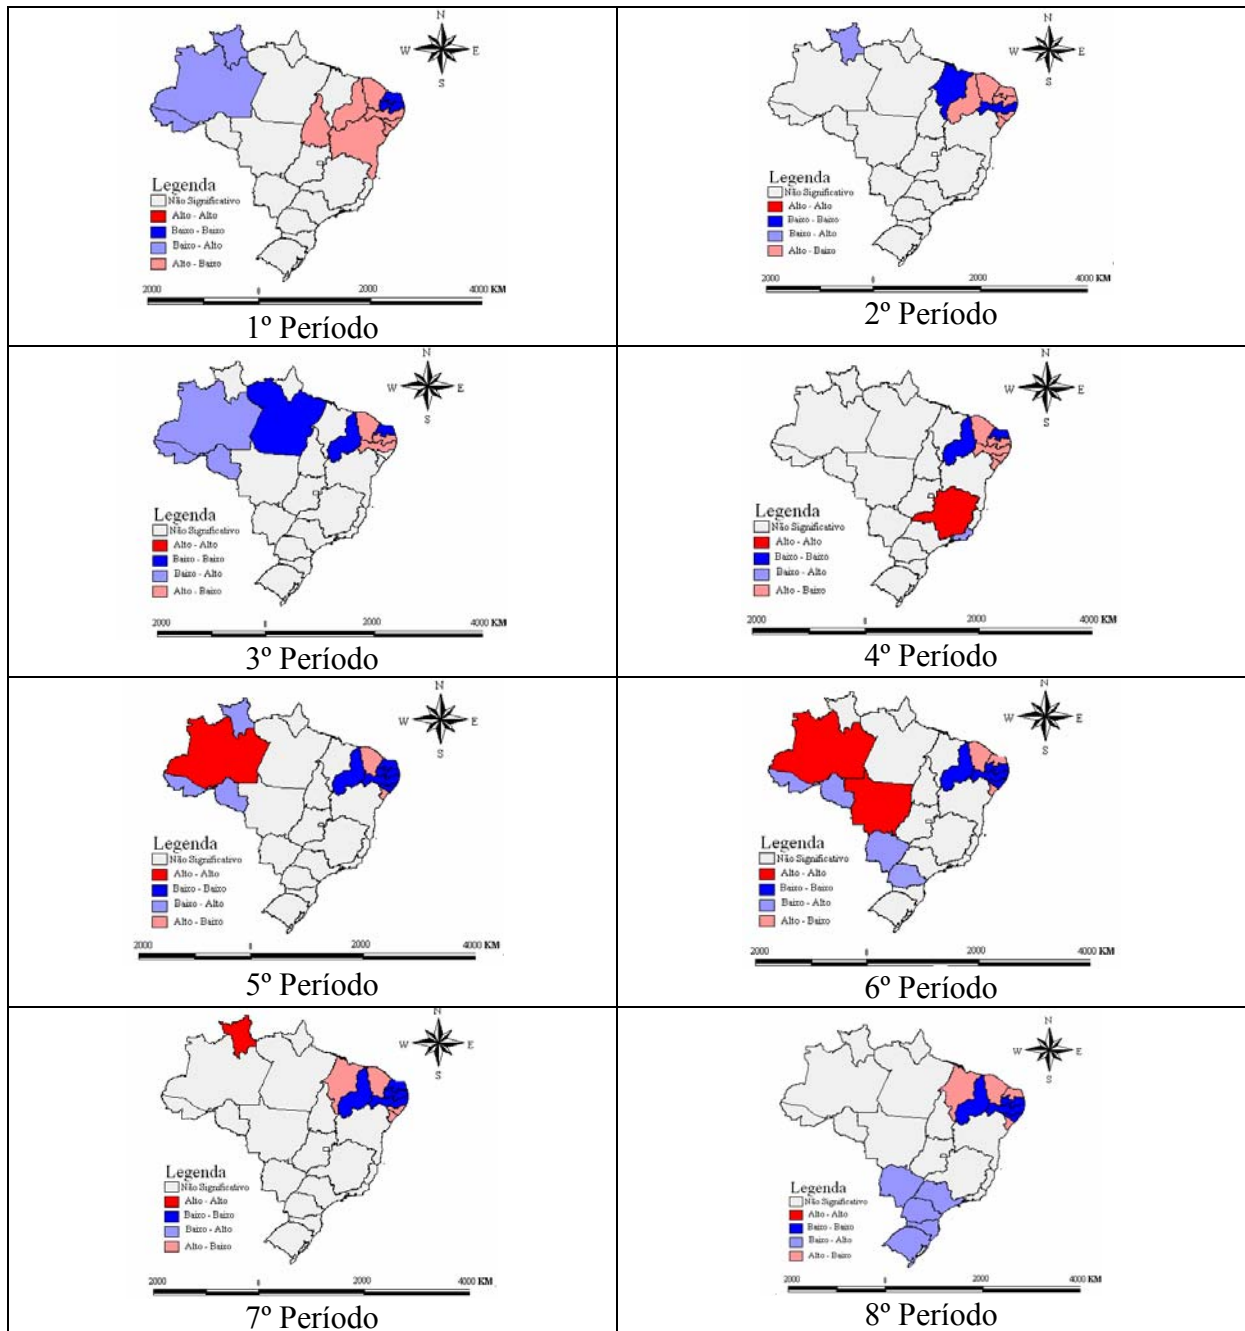 N
W E
S
Legenda
Não Significativo
Alto - Alto
Baixo - Baixo
Baixo - Alto
Alto - Baixo
2000 0 2000 4000 KM
1º Período
N
W E
S
Legenda
Não Significativo
Alto - Alto
Baixo - Baixo
Baixo - Alto
Alto - Baixo
2000 0 2000 4000 KM
2º Período
N
W E
S
Legenda
Não Significativo
Alto - Alto
Baixo - Baixo
Baixo - Alto
Alto - Baixo
2000 0 2000 4000 KM
3º Período
N
W E
S
Legenda
Não Significativo
Alto - Alto
Baixo - Baixo
Baixo - Alto
Alto - Baixo
2000 0 2000 4000 KM
4º Período
N
W E
S
Legenda
Não Significativo
Alto - Alto
Baixo - Baixo
Baixo - Alto
Alto - Baixo
2000 0 2000 4000 KM
5º Período
N
W E
S
Legenda
Não Significativo
Alto - Alto
Baixo - Baixo
Baixo - Alto
Alto - Baixo
2000 0 2000 4000 KM
6º Período
N
W E
S
Legenda
Não Significativo
Alto - Alto
Baixo - Baixo
Baixo - Alto
Alto - Baixo
2000 0 2000 4000 KM
7º Período
N
W E
S
Legenda
Não Significativo
Alto - Alto
Baixo - Baixo
Baixo - Alto
Alto - Baixo
2000 0 2000 4000 KM
8º Período